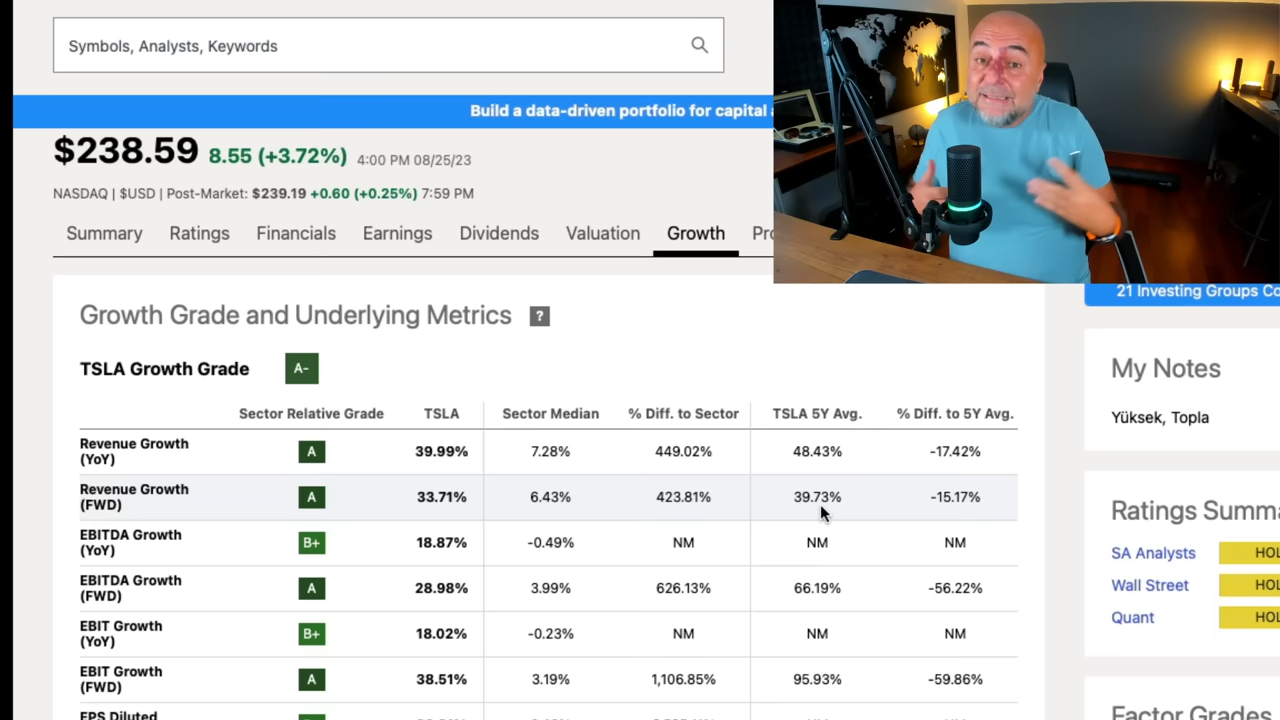 Symbols, Analysts, Keywords
Build a data-driven portfolio for capital
$238.59 8.55 (+3.72%) 4:00 PM 08/25/23
NASDAQ | $USD | Post-Market: $239.19 +0.60 (+0.25%) 7:59 PM
Summary Ratings Financials Earnings Dividends Valuation Growth
21 Investing Groups
Growth Grade and Underlying Metrics ?
TSLA Growth Grade A-
Sector Relative Grade TSLA Sector Median % Diff. to Sector TSLA 5Y Avg. % Diff. to 5Y Avg.
Revenue Growth
(YoY) A 39.99% 7.28% 449.02% 48.43% -17.42%
Revenue Growth
(FWD) A 33.71% 6.43% 423.81% 39.73% -15.17%
EBITDA Growth
(YoY) B+ 18.87% -0.49% NM NM NM
EBITDA Growth
(FWD) A 28.98% 3.99% 626.13% 66.19% -56.22%
EBIT Growth
(YoY) B+ 18.02% -0.23% NM NM NM
EBIT Growth
(FWD) A 38.51% 3.19% 1,106.85% 95.93% -59.86%
EPS Diluted
My Notes
Yüksek, Topla
Ratings Summa
SA Analysts HOL
Wall Street HOL
Quant HOL
Factor Grades